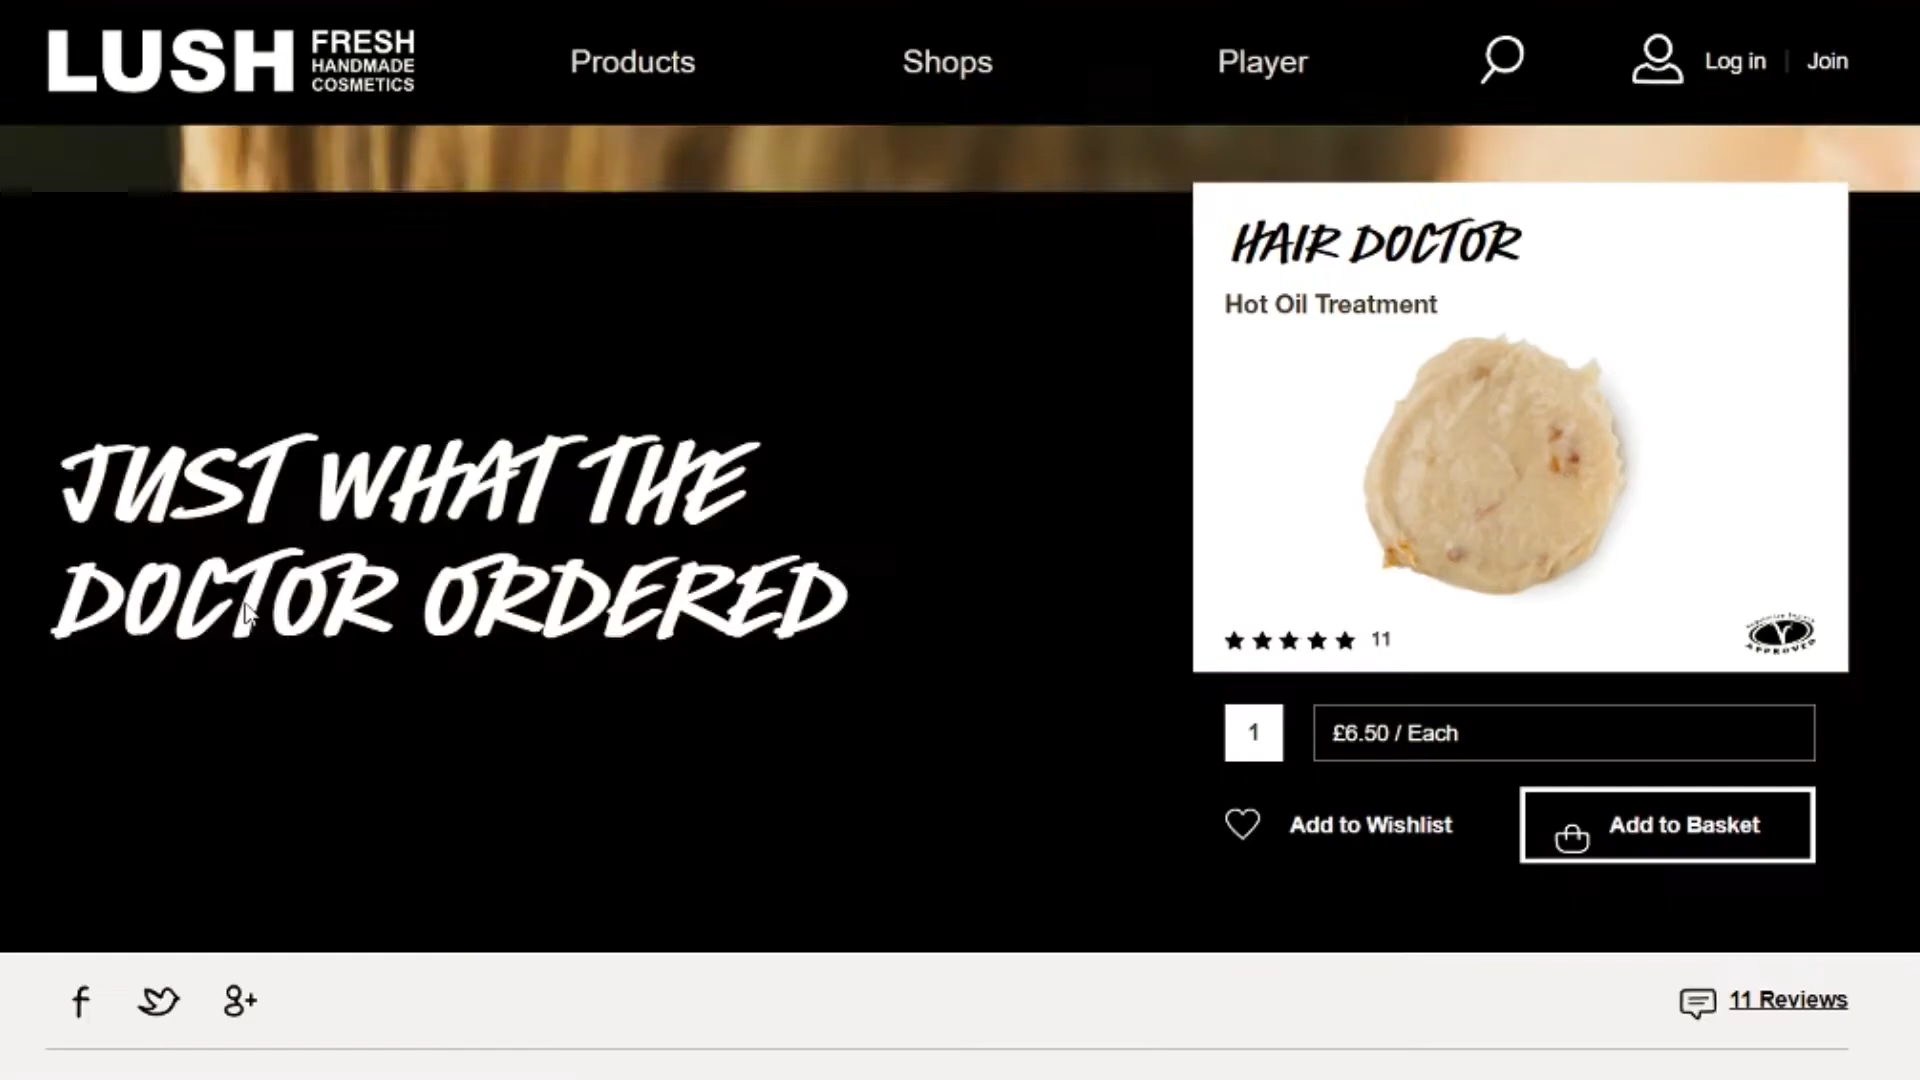 LUSH FRESH HANDMADE COSMETICS
Products
Shops
Player
Log in
Join
HAIR DOCTOR
Hot Oil Treatment
JUST WHAT THE
DOCTOR ORDERED
11
APPROVED
1
£6.50 / Each
Add to Wishlist
Add to Basket
11 Reviews